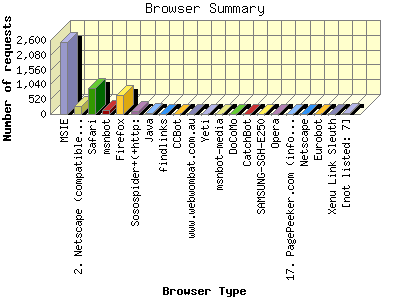 Browser Summary
Number of requests
2,600
2,080
1,560
1,040
520
0
MSIE
2. Netscape (compatible...
Safari
msnbot
Firefox
Sosospider+(+http:
Java
findlinks
CCBot
www.webwombat.com.au
Yeti
msnbot-media
DoCoMo
CatchBot
SAMSUNG-SGH-E250
Opera
17. PagePeeker.com (info...
Netscape
Eurobot
Xenu Link Sleuth
[not listed: 7]
Browser Type